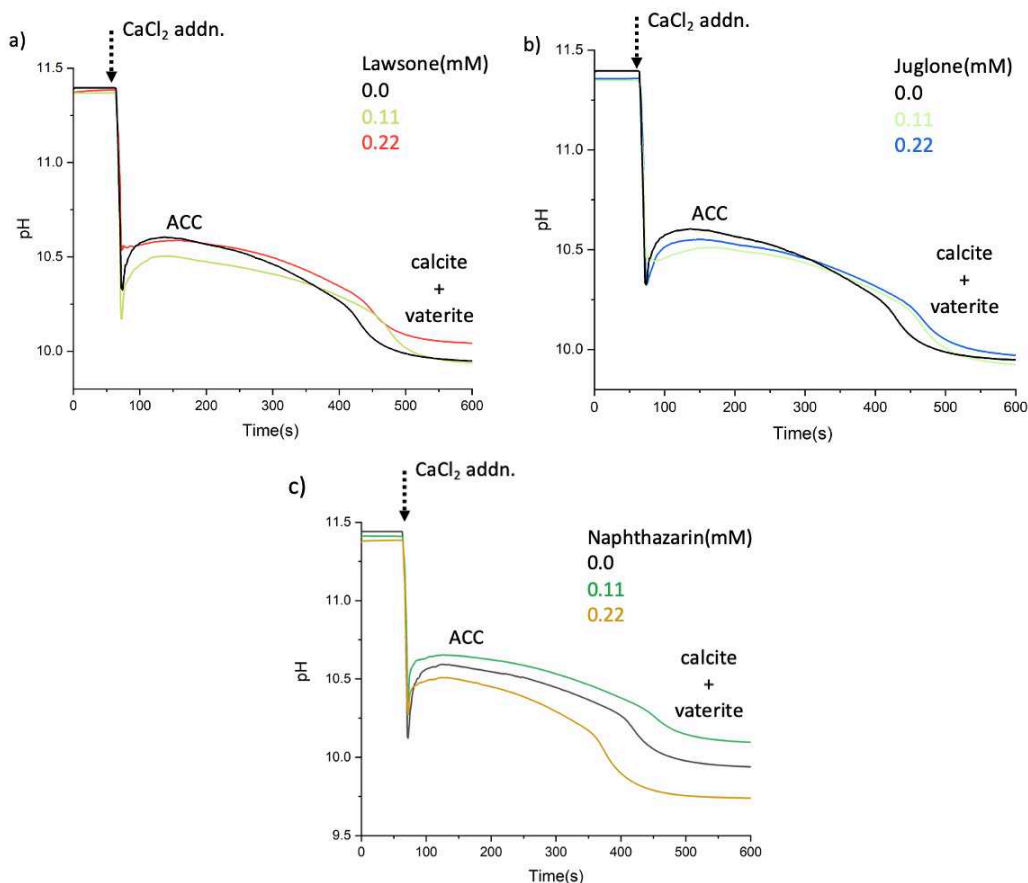 a)
CaCl₂ addn.
Lawsone(mM)
0.0
0.11
0.22
ACC
calcite
+
vaterite
pH
11.5
11.0
10.5
10.0
0
100
200
300
400
500
600
Time(s)
b)
CaCl₂ addn.
Juglone(mM)
0.0
0.11
0.22
ACC
calcite
+
vaterite
pH
11.5
11.0
10.5
10.0
0
100
200
300
400
500
600
Time(s)
c)
CaCl₂ addn.
Naphthazarin(mM)
0.0
0.11
0.22
ACC
calcite
+
vaterite
pH
11.5
11.0
10.5
10.0
9.5
0
100
200
300
400
500
600
Time(s)